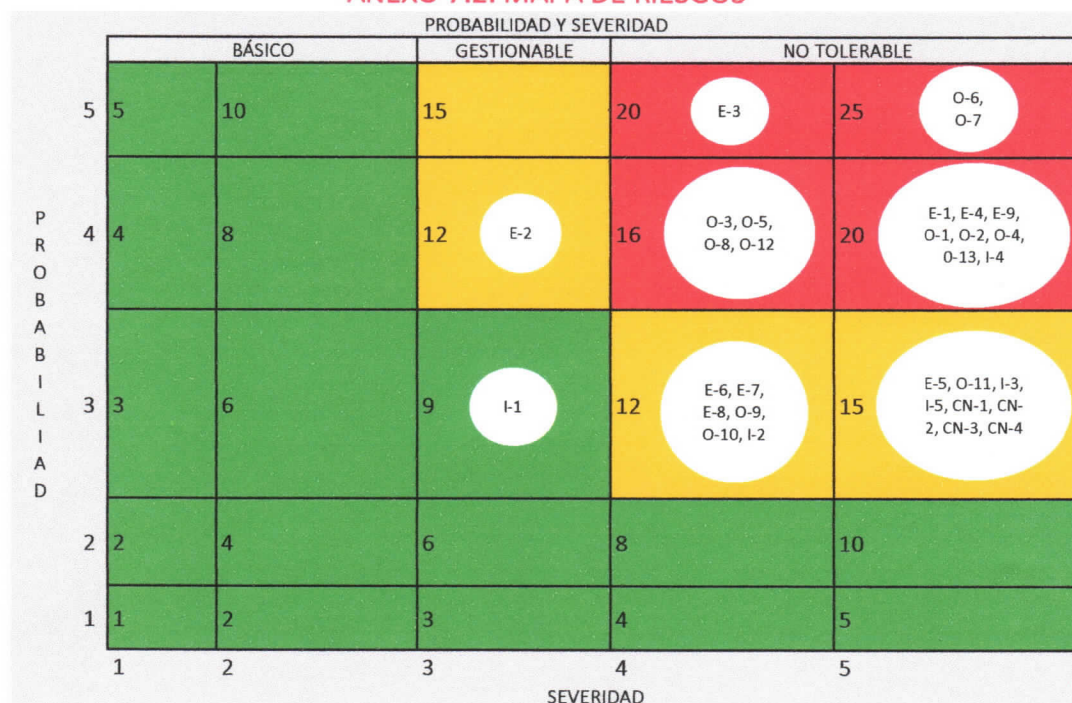 PROBABILIDAD Y SEVERIDAD
BÁSICO GESTIONABLE NO TOLERABLE
5 5 10 15 20 E-3 25 O-6,
O-7
4 4 8 12 E-2 16 O-3, O-5,
O-8, O-12
20 E-1, E-4, E-9,
O-1, O-2, O-4,
0-13, I-4
3 3 6 9 I-1 12 E-6, E-7,
E-8, O-9,
O-10, I-2
15 E-5, O-11, I-3,
I-5, CN-1, CN-
2, CN-3, CN-4
2 2 4 6 8 10
1 1 2 3 4 5
1 2 3 4 5
SEVERIDAD
P
R
O
B
A
B
I
L
I
A
D